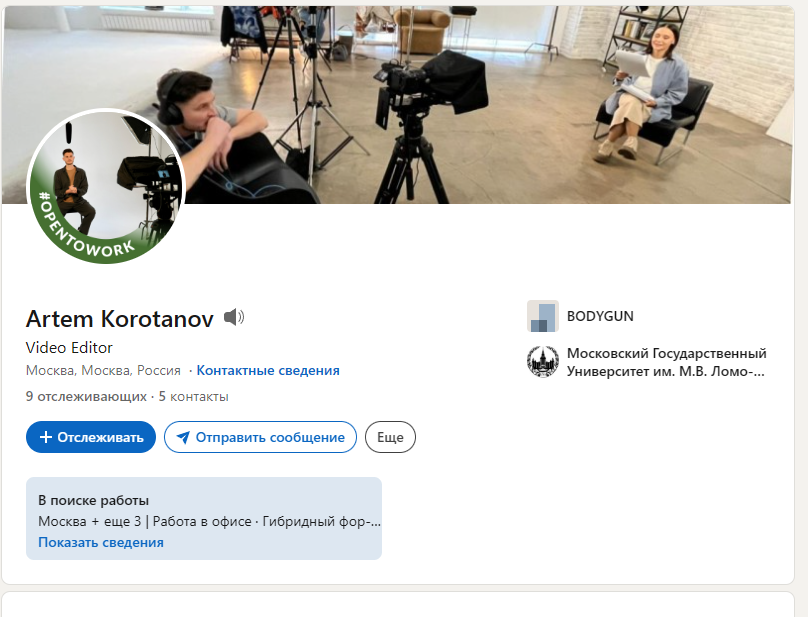 #OPENTOWORK
Artem Korotanov
Video Editor
Москва, Москва, Россия · Контактные сведения
9 отслеживающих · 5 контакты
+ Отслеживать
Отправить сообщение
Еще
В поиске работы
Москва + еще 3 | Работа в офисе · Гибридный фор-...
Показать сведения
BODYGUN
Московский Государственный
Университет им. М.В. Ломо-...